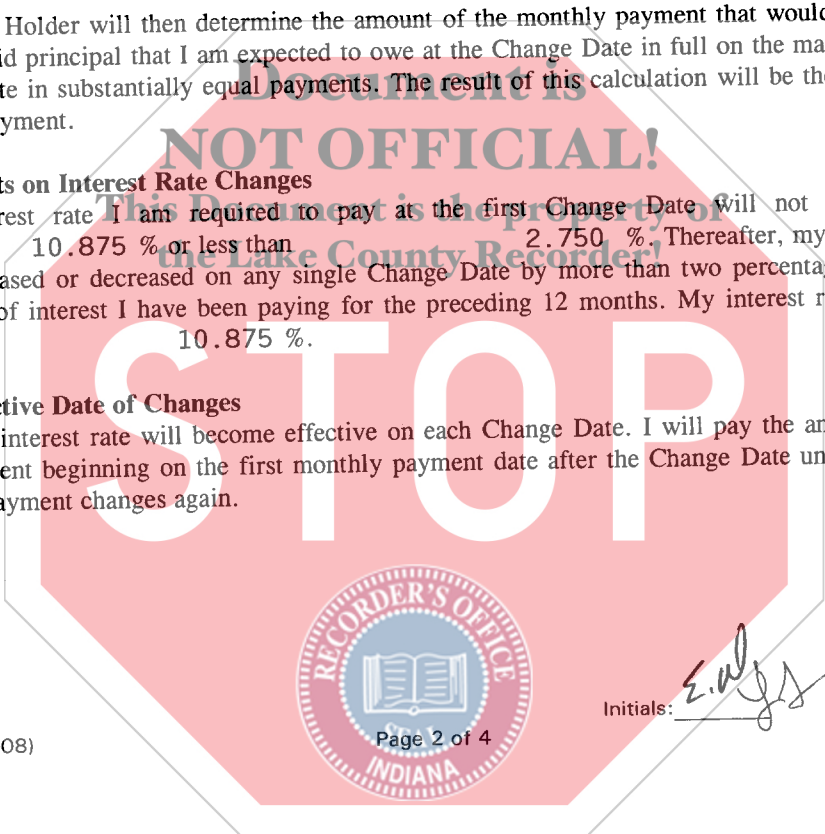 Holder will then determine the amount of the monthly payment that would
id principal that I am expected to owe at the Change Date in full on the ma
te in substantially equal payments. The result of this calculation will be the
yment.
Document is
NOT OFFICIAL!
This Document is the property of
the Lake County Recorder!
ts on Interest Rate Changes
rest rate I am required to pay at the first Change Date will not
10.875 % or less than 2.750 %. Thereafter, my
ased or decreased on any single Change Date by more than two percenta
of interest I have been paying for the preceding 12 months. My interest r
10.875 %.
STOP
ctive Date of Changes
interest rate will become effective on each Change Date. I will pay the an
ent beginning on the first monthly payment date after the Change Date un
ayment changes again.
RECORDER'S OFFICE
SEAL
INDIANA
Initials: E.W.
08)
Page 2 of 4